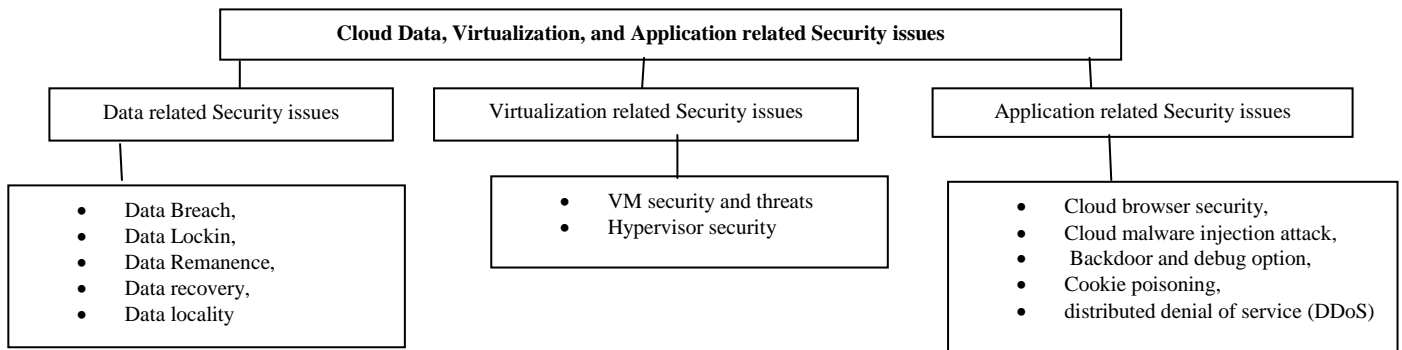 Cloud Data, Virtualization, and Application related Security issues
Data related Security issues
Virtualization related Security issues
Application related Security issues
• Data Breach,
• Data Lockin,
• Data Remanence,
• Data recovery,
• Data locality
• VM security and threats
• Hypervisor security
• Cloud browser security,
• Cloud malware injection attack,
• Backdoor and debug option,
• Cookie poisoning,
• distributed denial of service (DDoS)